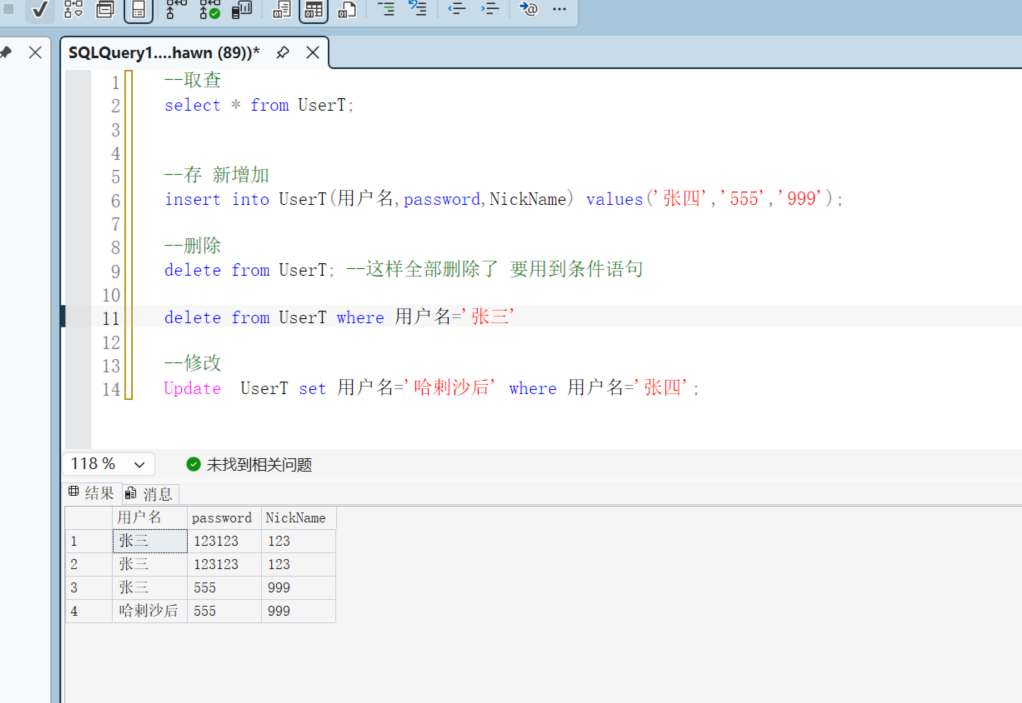 SQLQuery1....hawn (89))*
1 --取查
2 select * from UserT;
3
4
5 --存 新增加
6 insert into UserT(用户名,password,NickName) values('张四','555','999');
7
8 --删除
9 delete from UserT; --这样全部删除了 要用到条件语句
10
11 delete from UserT where 用户名='张三'
12
13 --修改
14 Update  UserT set 用户名='哈剌沙后' where 用户名='张四';
118 %
未找到相关问题
结果 消息
用户名 password NickName
1 张三 123123 123
2 张三 123123 123
3 张三 555 999
4 哈剌沙后 555 999